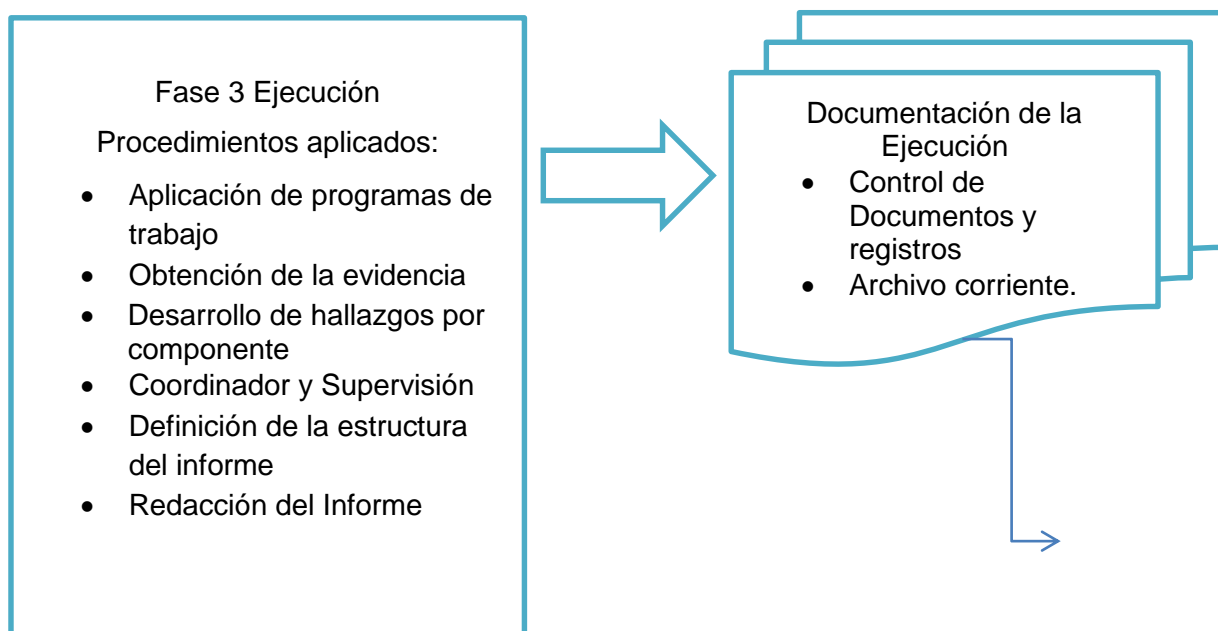 Fase 3 Ejecución
Procedimientos aplicados:
• Aplicación de programas de
trabajo
• Obtención de la evidencia
• Desarrollo de hallazgos por
componente
• Coordinador y Supervisión
• Definición de la estructura
del informe
• Redacción del Informe
Documentación de la
Ejecución
• Control de
Documentos y
registros
• Archivo corriente.